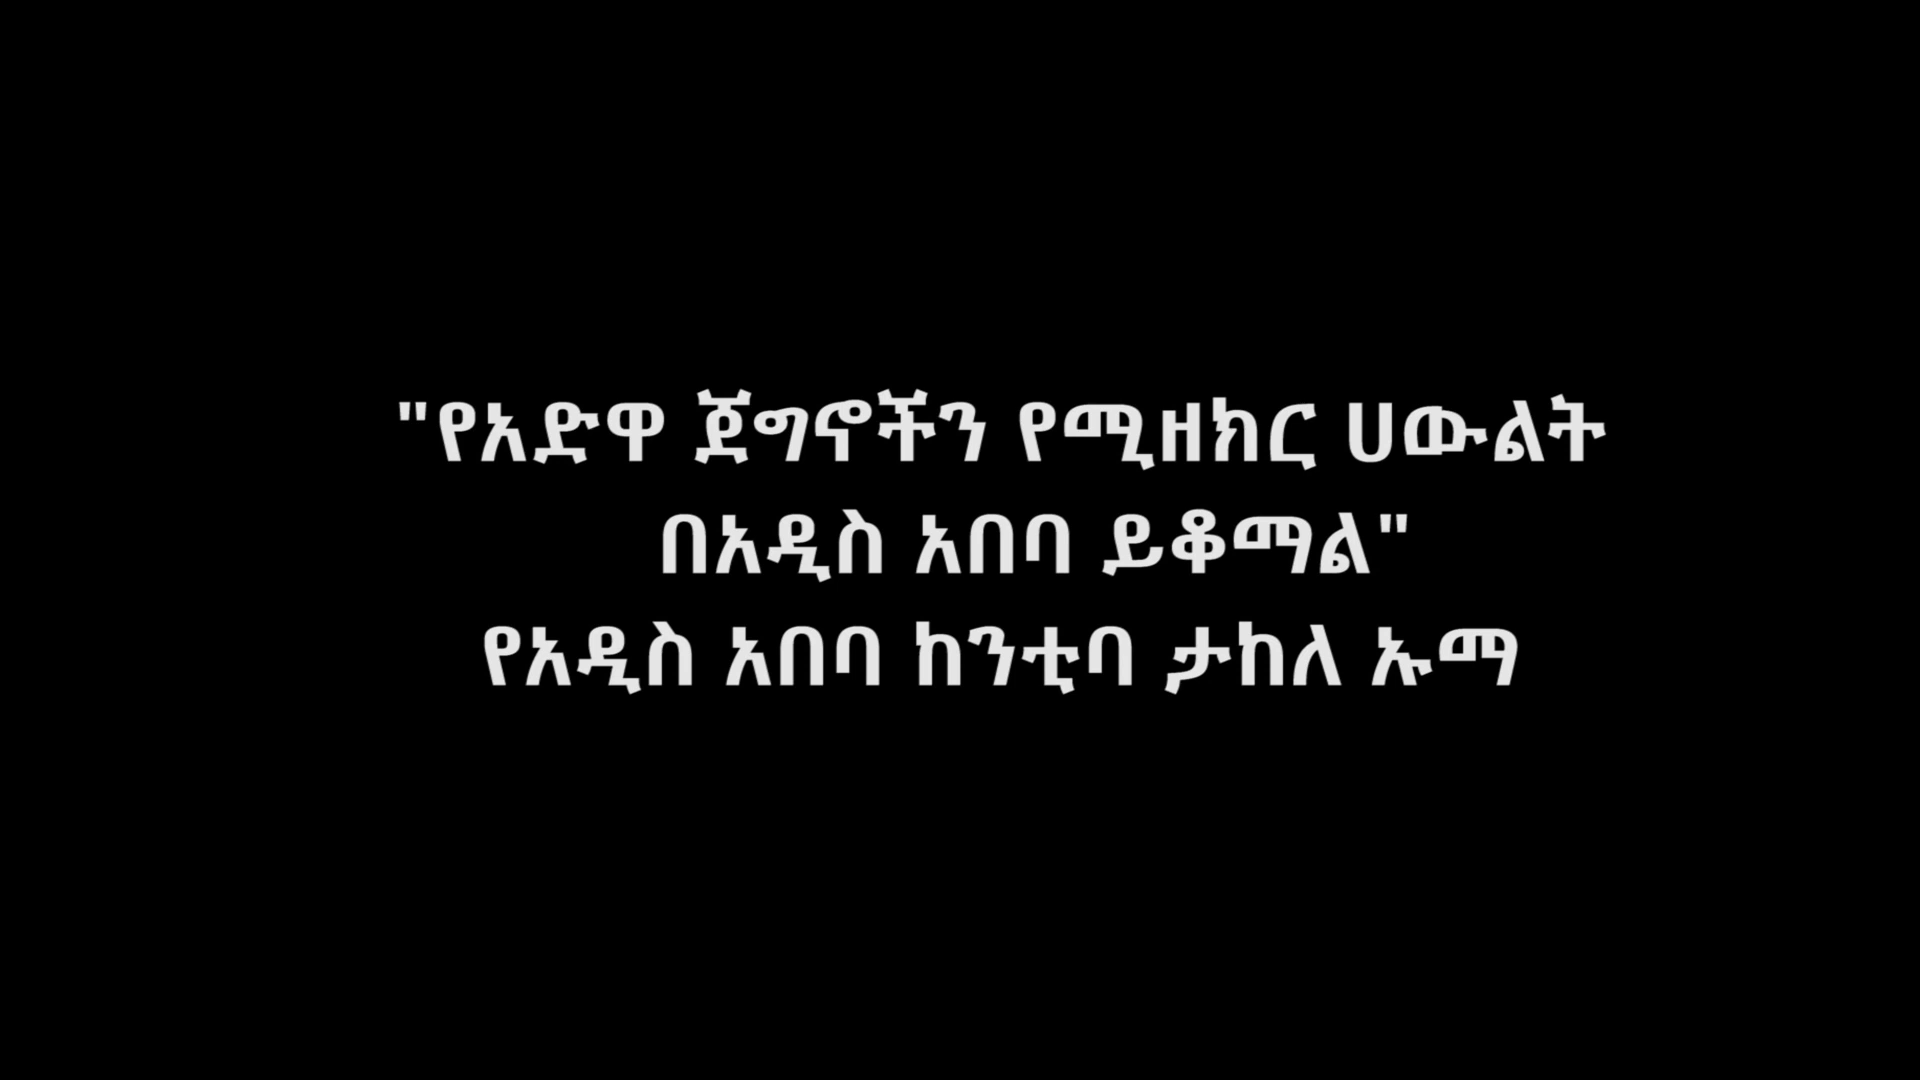 "የአድዋ ጀግኖችን የሚዘክር ሀውልት
በአዲስ አበባ ይቆማል"
የአዲስ አበባ ከንቲባ ታከለ ኡማ